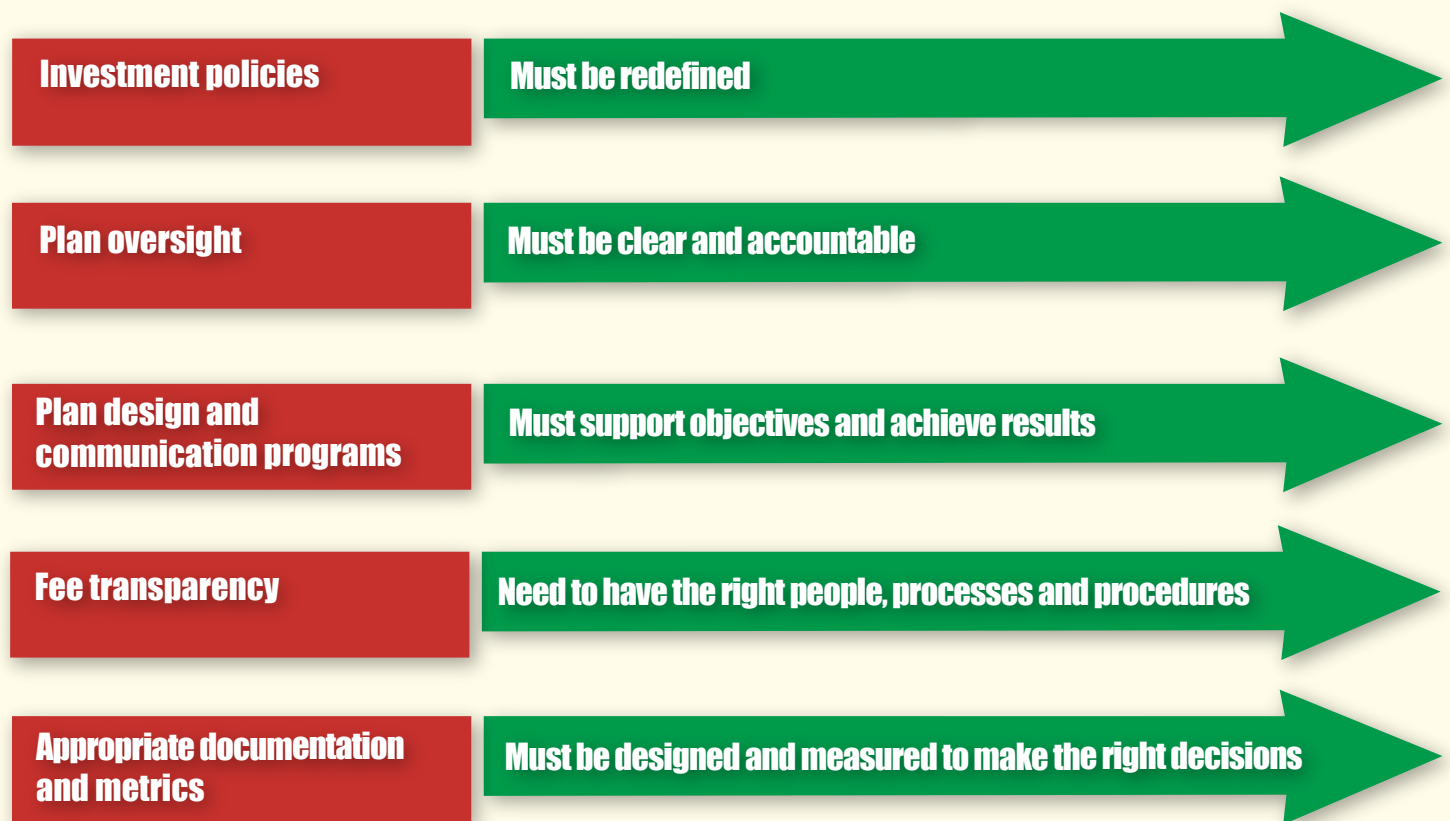 Investment policies
Must be redefined
Plan oversight
Must be clear and accountable
Plan design and
communication programs
Must support objectives and achieve results
Fee transparency
Need to have the right people, processes and procedures
Appropriate documentation
and metrics
Must be designed and measured to make the right decisions